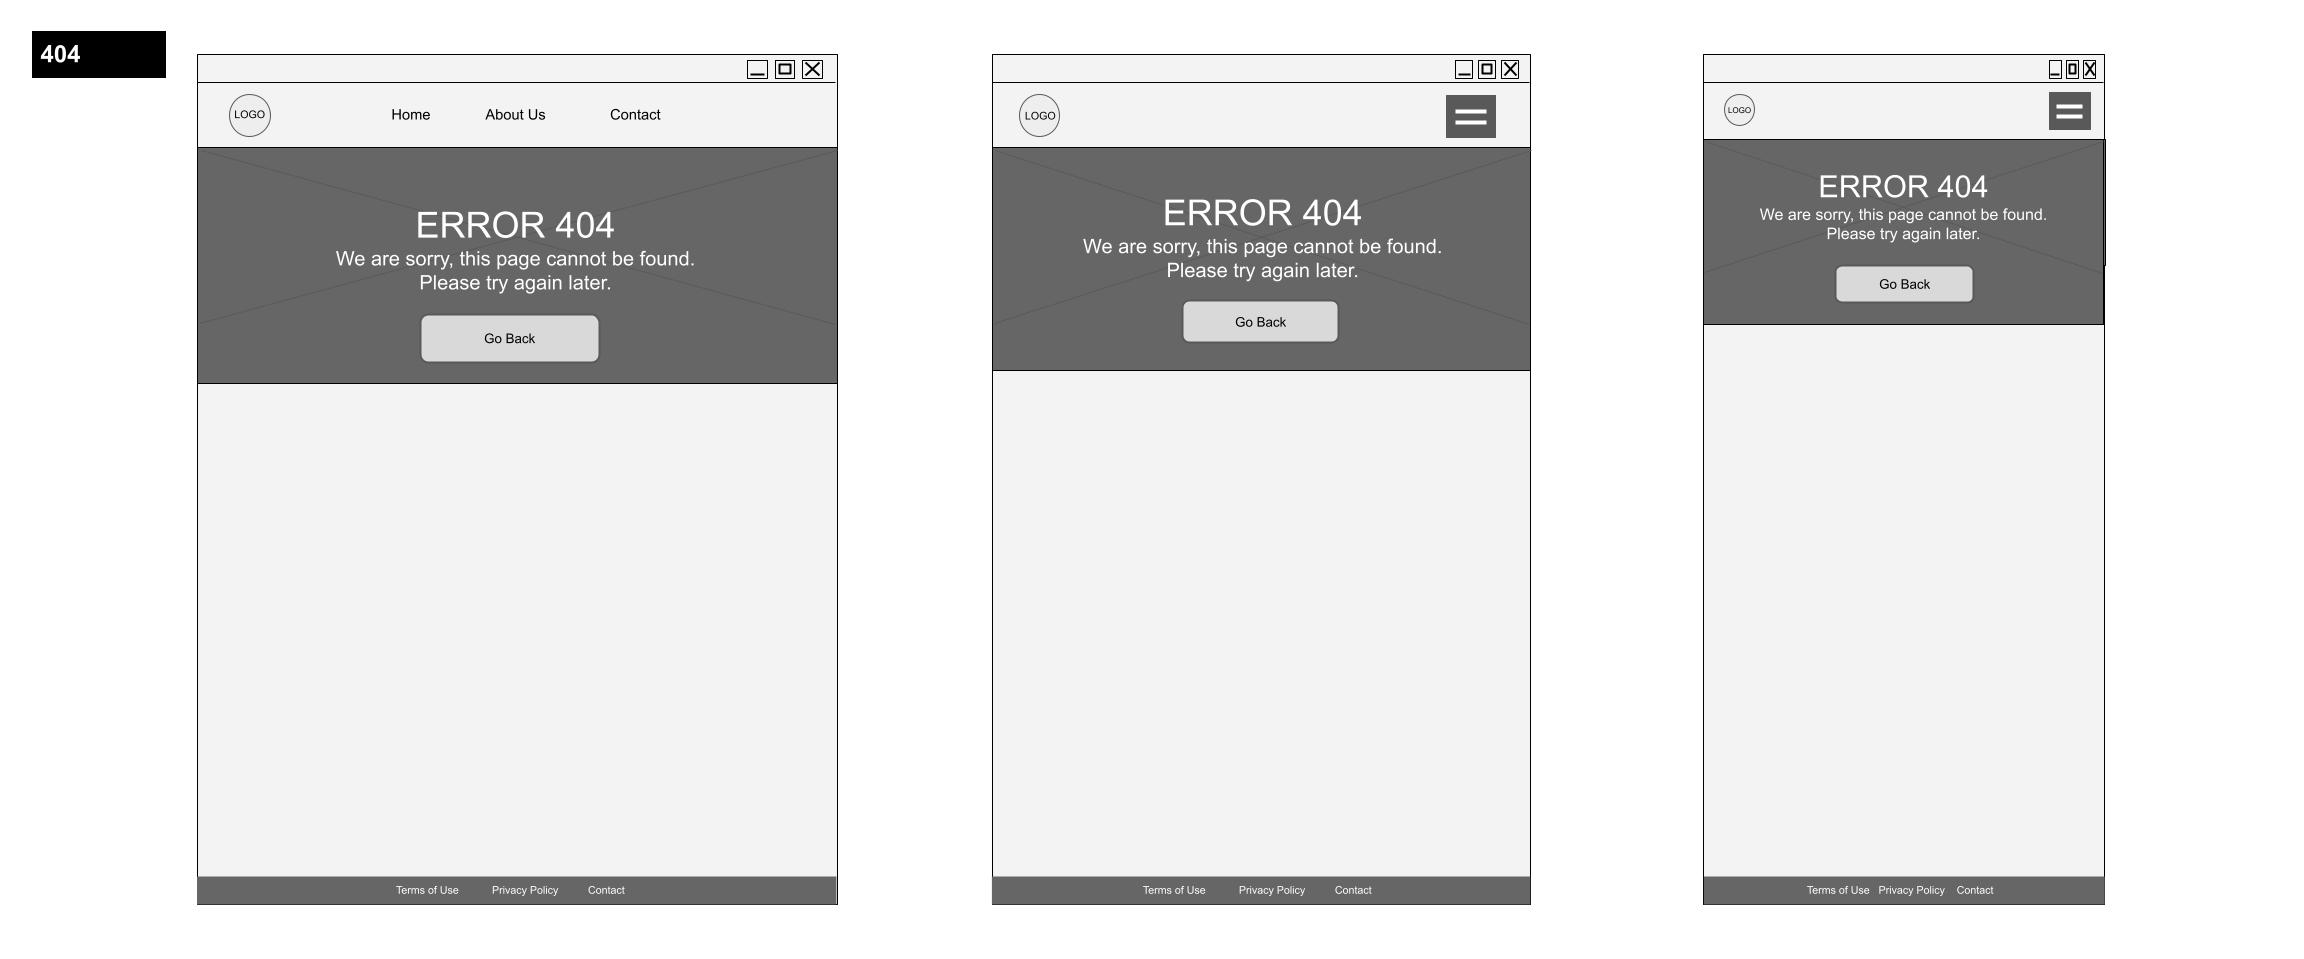 404
LOGO
Home About Us Contact
ERROR 404
We are sorry, this page cannot be found.
Please try again later.
Go Back
Terms of Use Privacy Policy Contact
LOGO
ERROR 404
We are sorry, this page cannot be found.
Please try again later.
Go Back
Terms of Use Privacy Policy Contact
LOGO
ERROR 404
We are sorry, this page cannot be found.
Please try again later.
Go Back
Terms of Use Privacy Policy Contact